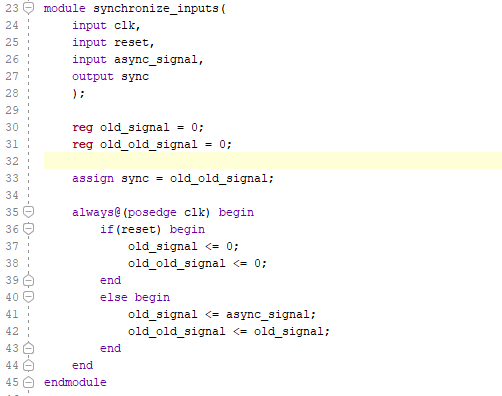 23 module synchronize_inputs(
24 input clk,
25 input reset,
26 input async_signal,
27 output sync
28 );
29
30 reg old_signal = 0;
31 reg old_old_signal = 0;
32
33 assign sync = old_old_signal;
34
35 always@(posedge clk) begin
36 if(reset) begin
37 old_signal <= 0;
38 old_old_signal <= 0;
39 end
40 else begin
41 old_signal <= async_signal;
42 old_old_signal <= old_signal;
43 end
44 end
45 endmodule